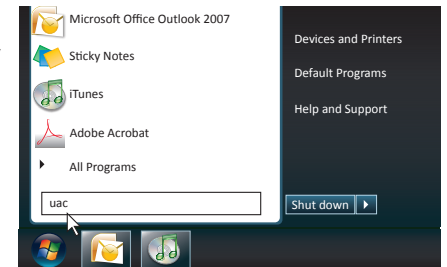 Microsoft Office Outlook 2007
Sticky Notes
iTunes
Adobe Acrobat
All Programs
uac
Devices and Printers
Default Programs
Help and Support
Shut down